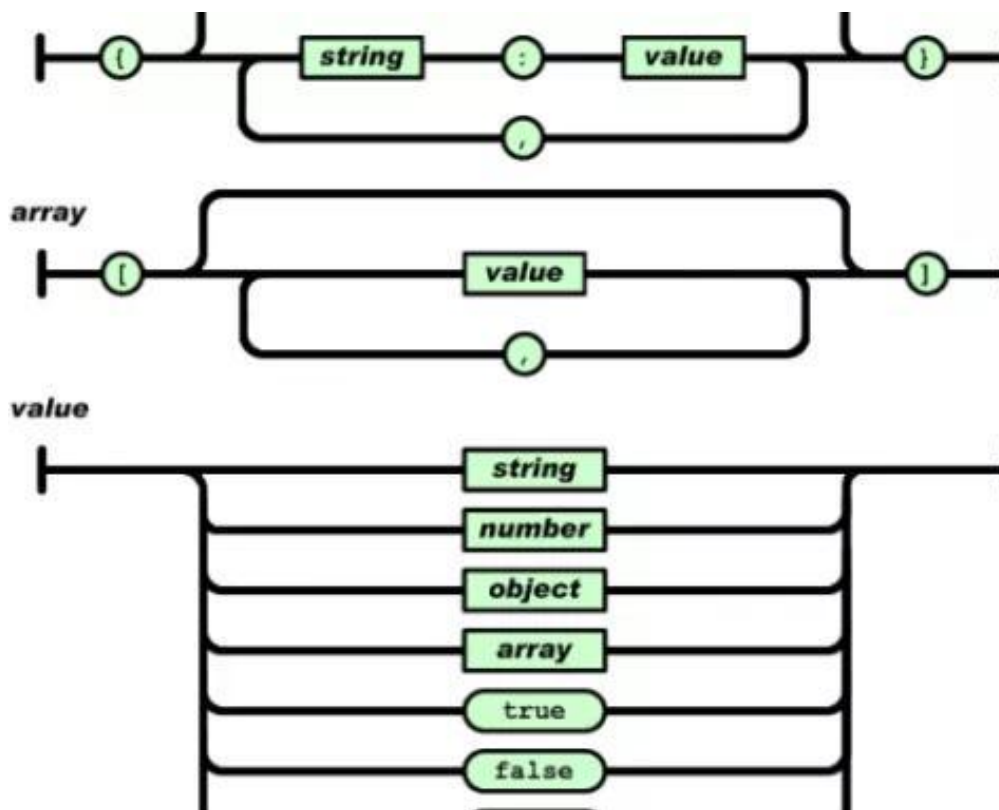 { string : value }
,
array
[ value ]
,
value
string
number
object
array
true
false